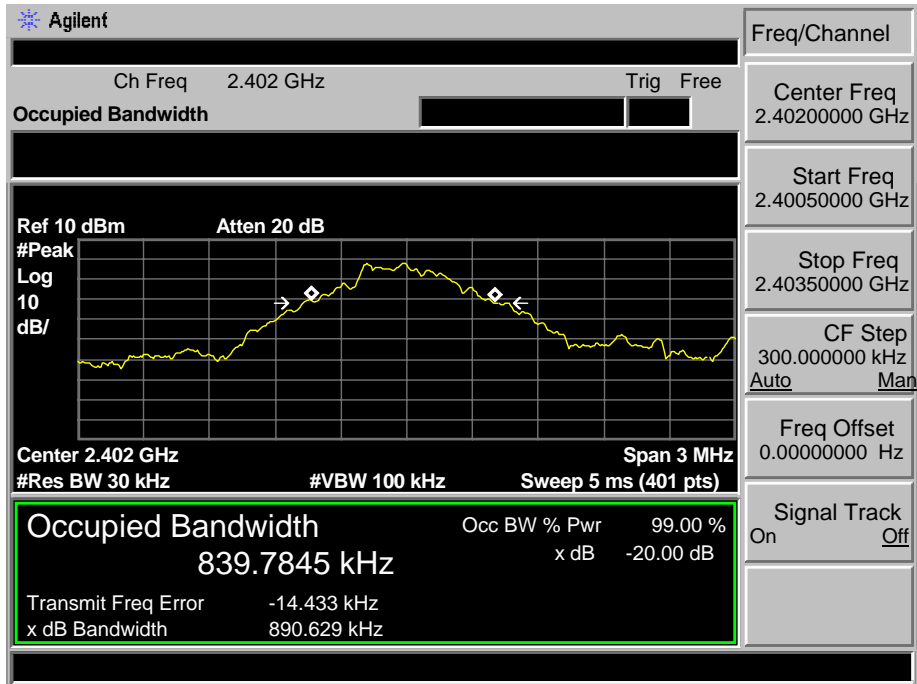 Agilent
Freq/Channel
Ch Freq 2.402 GHz Trig Free
Occupied Bandwidth
Center Freq
2.40200000 GHz
Start Freq
2.40050000 GHz
Stop Freq
2.40350000 GHz
CF Step
300.000000 kHz
Auto Man
Freq Offset
0.00000000 Hz
Signal Track
On Off
Ref 10 dBm Atten 20 dB
#Peak
Log
10
dB/
Center 2.402 GHz Span 3 MHz
#Res BW 30 kHz #VBW 100 kHz Sweep 5 ms (401 pts)
Occupied Bandwidth Occ BW % Pwr 99.00 %
839.7845 kHz x dB -20.00 dB
Transmit Freq Error -14.433 kHz
x dB Bandwidth 890.629 kHz